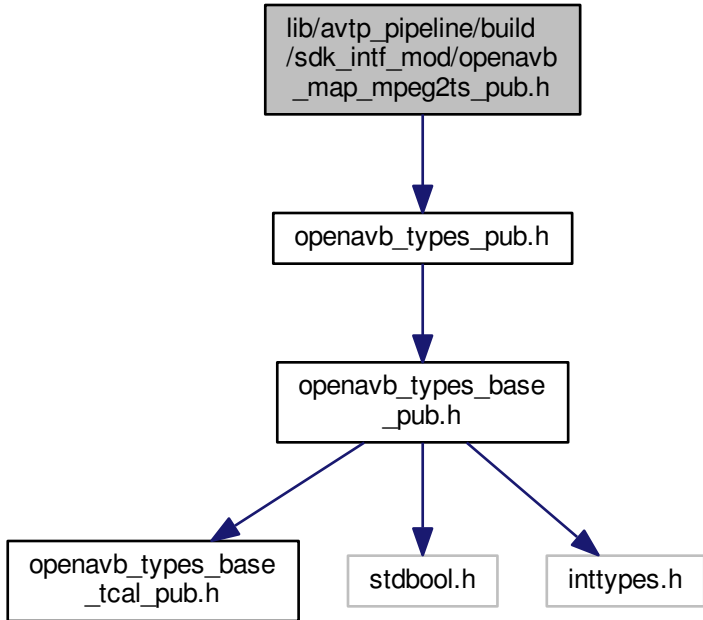 lib/avtp_pipeline/build
/sdk_intf_mod/openavb
_map_mpeg2ts_pub.h
openavb_types_pub.h
openavb_types_base
_pub.h
openavb_types_base
_tcal_pub.h
stdbool.h
inttypes.h